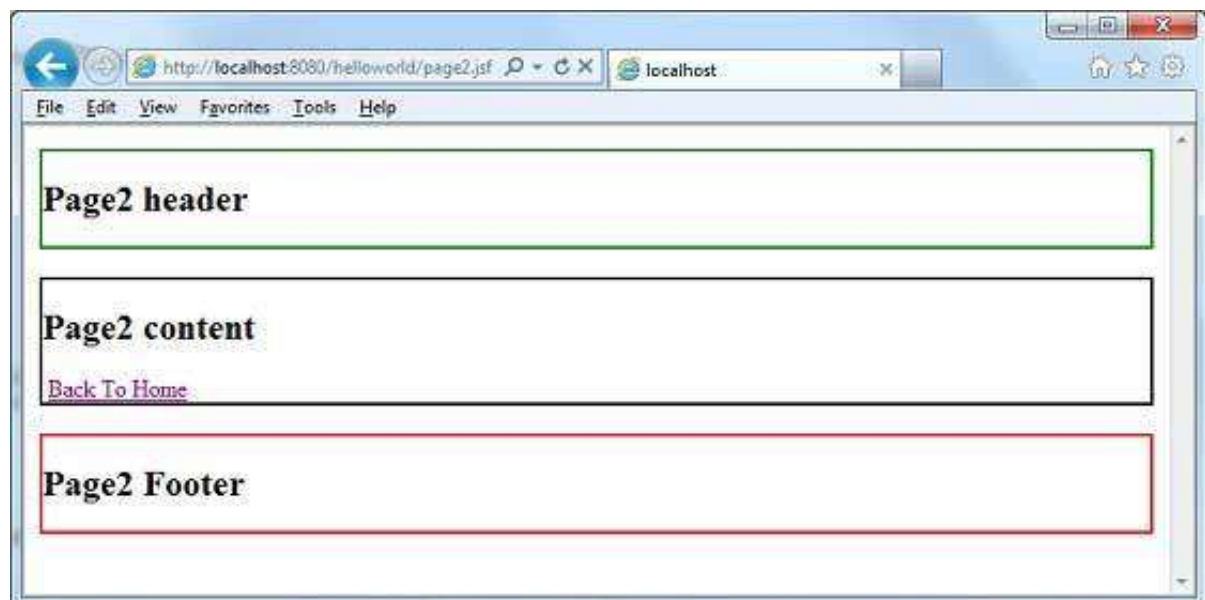 http://localhost:8080/helloworld/page2.jsf
localhost
File Edit View Favorites Tools Help
Page2 header
Page2 content
Back To Home
Page2 Footer